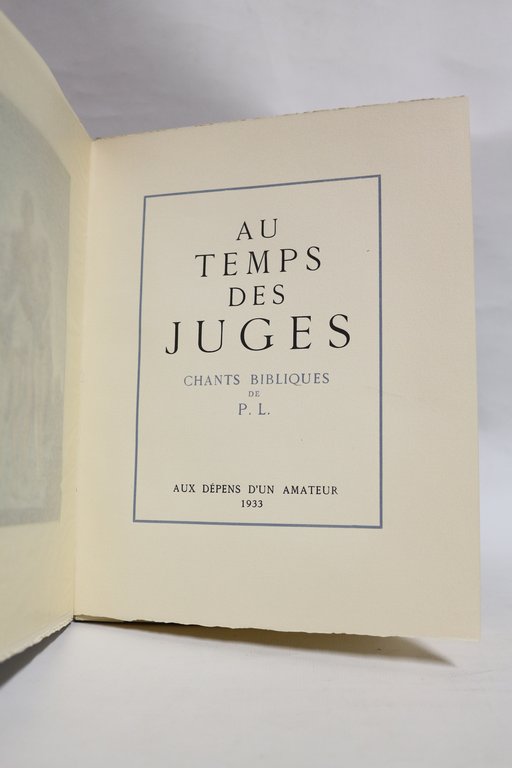 AU
TEMPS
DES
JUGES
CHANTS BIBLIQUES
DE
P. L.
AUX DÉPENS D'UN AMATEUR
1933